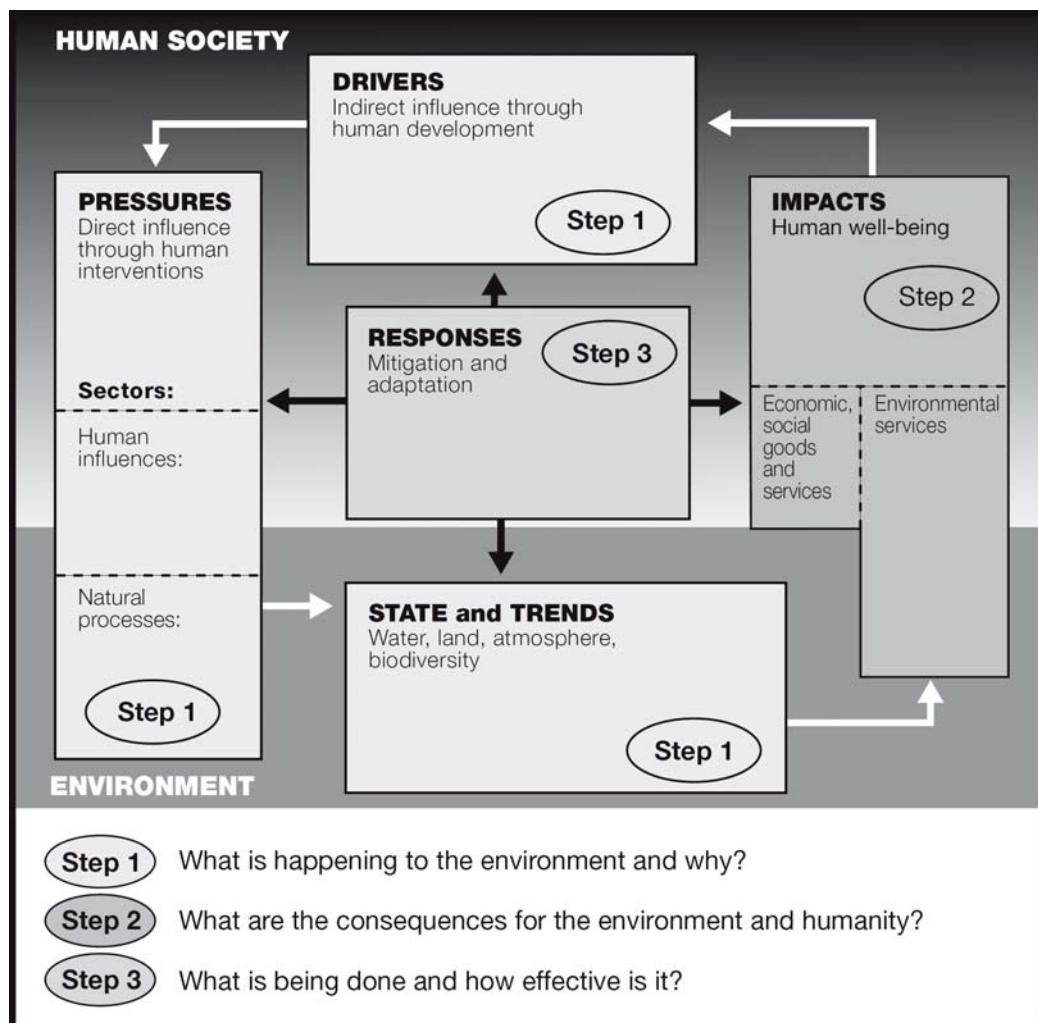 HUMAN SOCIETY
DRIVERS
Indirect influence through
human development
Step 1
PRESSURES
Direct influence
through human
interventions
Sectors:
Human
influences:
Natural
processes:
Step 1
RESPONSES
Mitigation and
adaptation
Step 3
IMPACTS
Human well-being
Step 2
Economic,
social
goods
and
services
Environmental
services
STATE and TRENDS
Water, land, atmosphere,
biodiversity
Step 1
ENVIRONMENT
Step 1 What is happening to the environment and why?
Step 2 What are the consequences for the environment and humanity?
Step 3 What is being done and how effective is it?